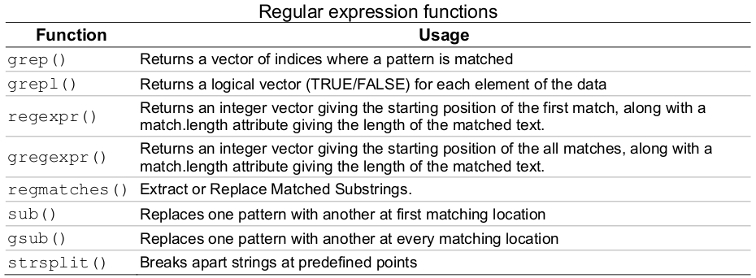 Regular expression functions
Function Usage
grep() Returns a vector of indices where a pattern is matched
grepl() Returns a logical vector (TRUE/FALSE) for each element of the data
regexpr() Returns an integer vector giving the starting position of the first match, along with a
match.length attribute giving the length of the matched text.
gregexpr() Returns an integer vector giving the starting position of the all matches, along with a
match.length attribute giving the length of the matched text.
regmatches() Extract or Replace Matched Substrings.
sub() Replaces one pattern with another at first matching location
gsub() Replaces one pattern with another at every matching location
strsplit() Breaks apart strings at predefined points